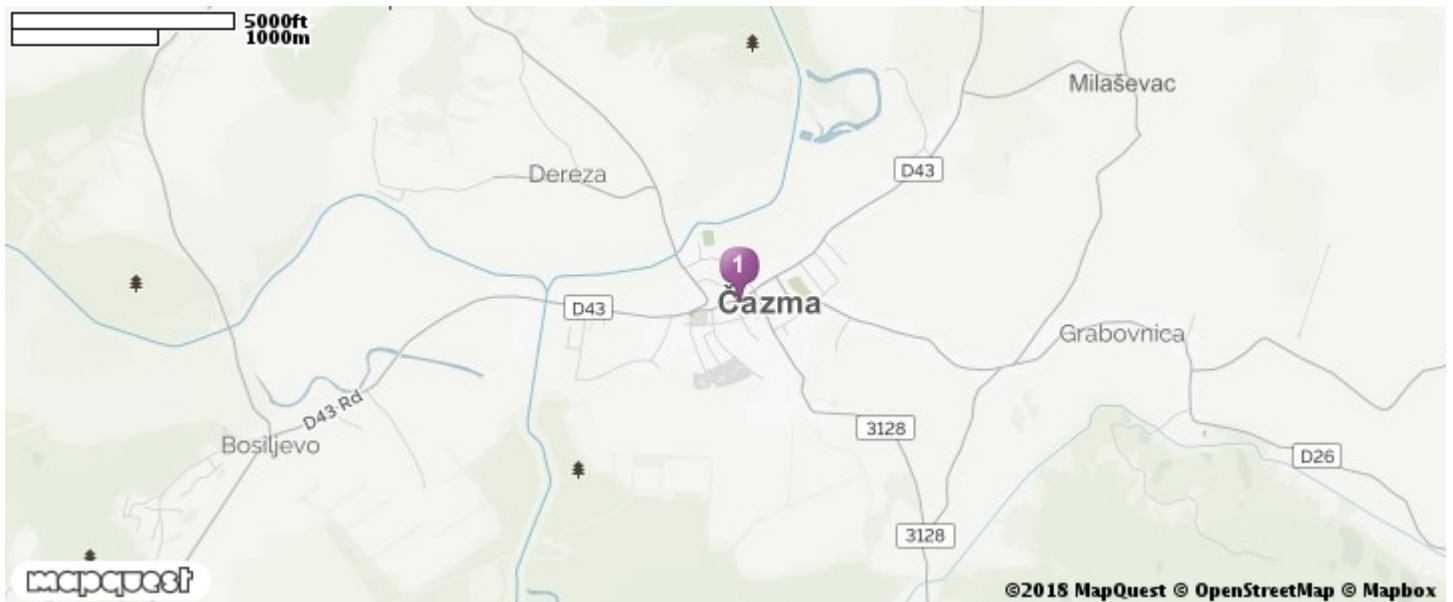 5000ft
1000m
Milaševac
Dereza
D43
1
Čazma
D43
Grabovnica
D43 Rd
Bosiljevo
3128
D26
3128
mapquest
©2018 MapQuest © OpenStreetMap © Mapbox